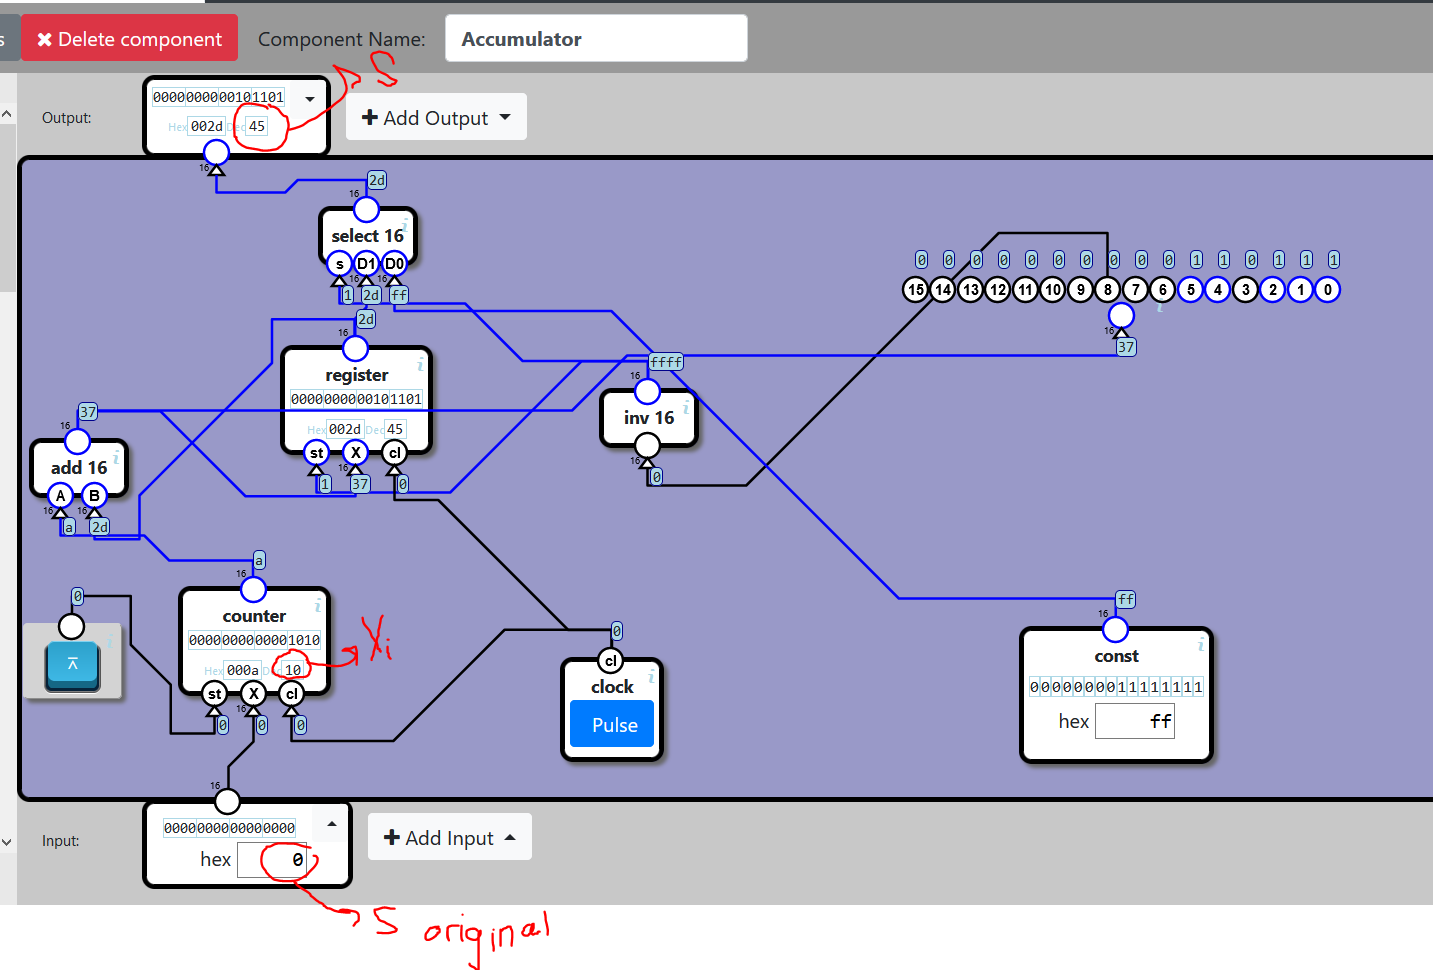 s
✖ Delete component
Component Name:
Accumulator
S
Output:
0000000000101101
Hex 002d Dec 45
+ Add Output
16
2d
16
select 16
i
s D1 D0
16 16
1 2d ff
2d
16
register
i
0000000000101101
Hex 002d Dec 45
st X cl
16
1 37 0
0 0 0 0 0 0 0 0 0 0 1 1 0 1 1 1
15 14 13 12 11 10 9 8 7 6 5 4 3 2 1 0
i
16
37
ffff
16
inv 16
i
16
0
37
16
add 16
i
A B
16 16
a 2d
a
16
counter
i
0000000000001010
Hex 000a Dec 10
Xi
st X cl
16
0 0 0
0
i
0
cl
clock
i
Pulse
ff
16
const
i
0000000011111111
hex ff
16
Input:
0000000000000000
hex 0
+ Add Input
S original